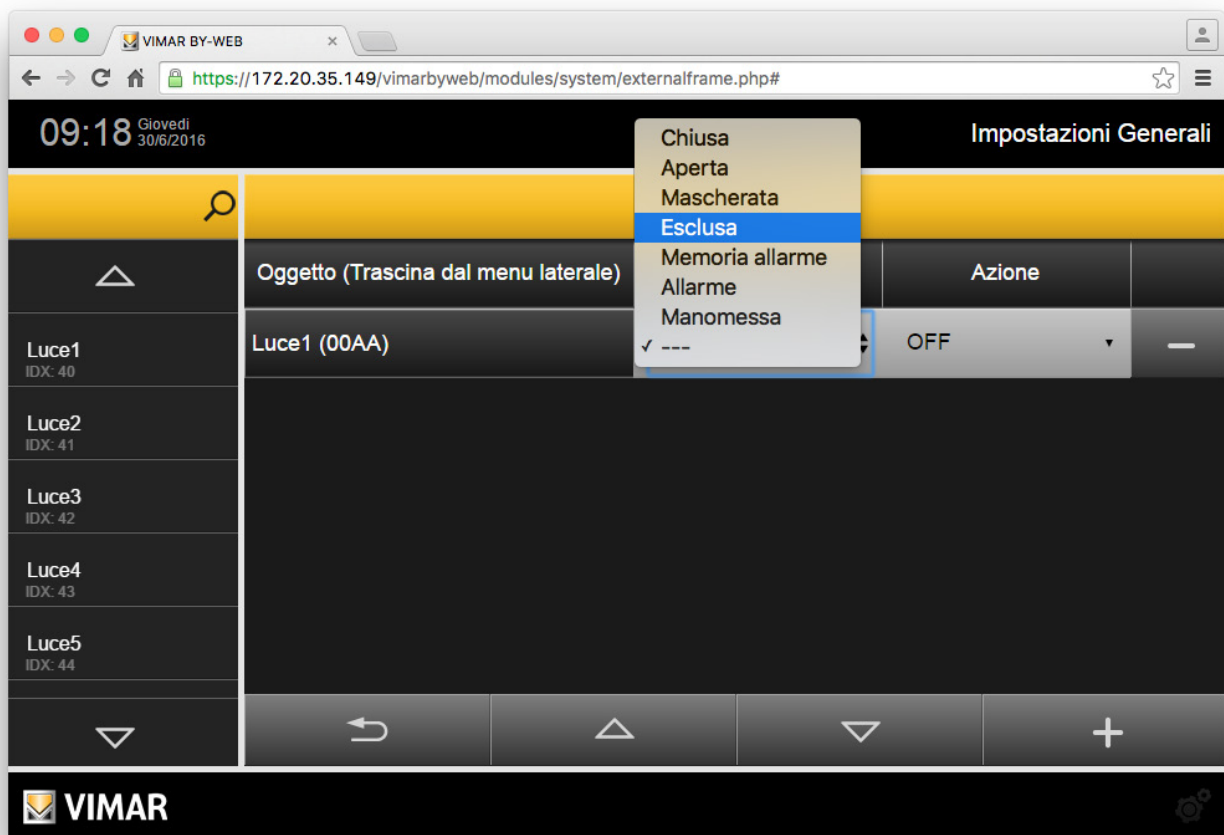 VIMAR BY-WEB
https://172.20.35.149/vimarbyweb/modules/system/externalframe.php#
09:18 Giovedi
30/6/2016
Impostazioni Generali
Chiusa
Aperta
Mascherata
Esclusa
Memoria allarme
Allarme
Manomessa
✓ ---
Oggetto (Trascina dal menu laterale)
Azione
Luce1 (00AA)
OFF
Luce1
IDX: 40
Luce2
IDX: 41
Luce3
IDX: 42
Luce4
IDX: 43
Luce5
IDX: 44
VIMAR